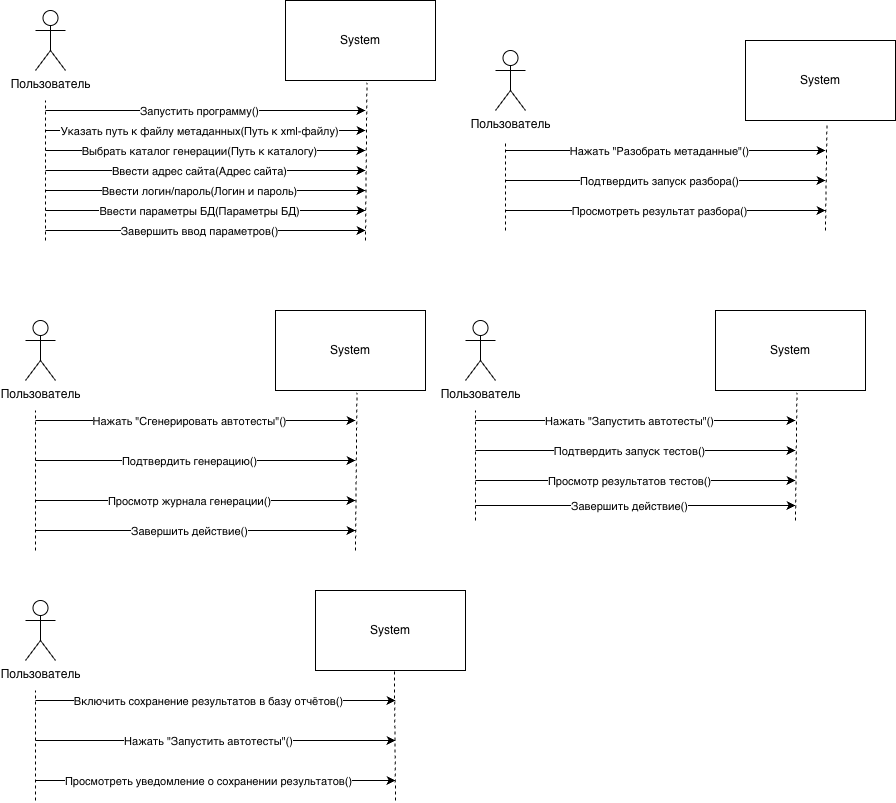 System
Пользователь
Запустить программу()
Указать путь к файлу метаданных(Путь к xml-файлу)
Выбрать каталог генерации(Путь к каталогу)
Ввести адрес сайта(Адрес сайта)
Ввести логин/пароль(Логин и пароль)
Ввести параметры БД(Параметры БД)
Завершить ввод параметров()
System
Пользователь
Нажать "Разобрать метаданные"()
Подтвердить запуск разбора()
Просмотреть результат разбора()
System
Пользователь
Нажать "Сгенерировать автотесты"()
Подтвердить генерацию()
Просмотр журнала генерации()
Завершить действие()
System
Пользователь
Нажать "Запустить автотесты"()
Подтвердить запуск тестов()
Просмотр результатов тестов()
Завершить действие()
System
Пользователь
Включить сохранение результатов в базу отчётов()
Нажать "Запустить автотесты"()
Просмотреть уведомление о сохранении результатов()